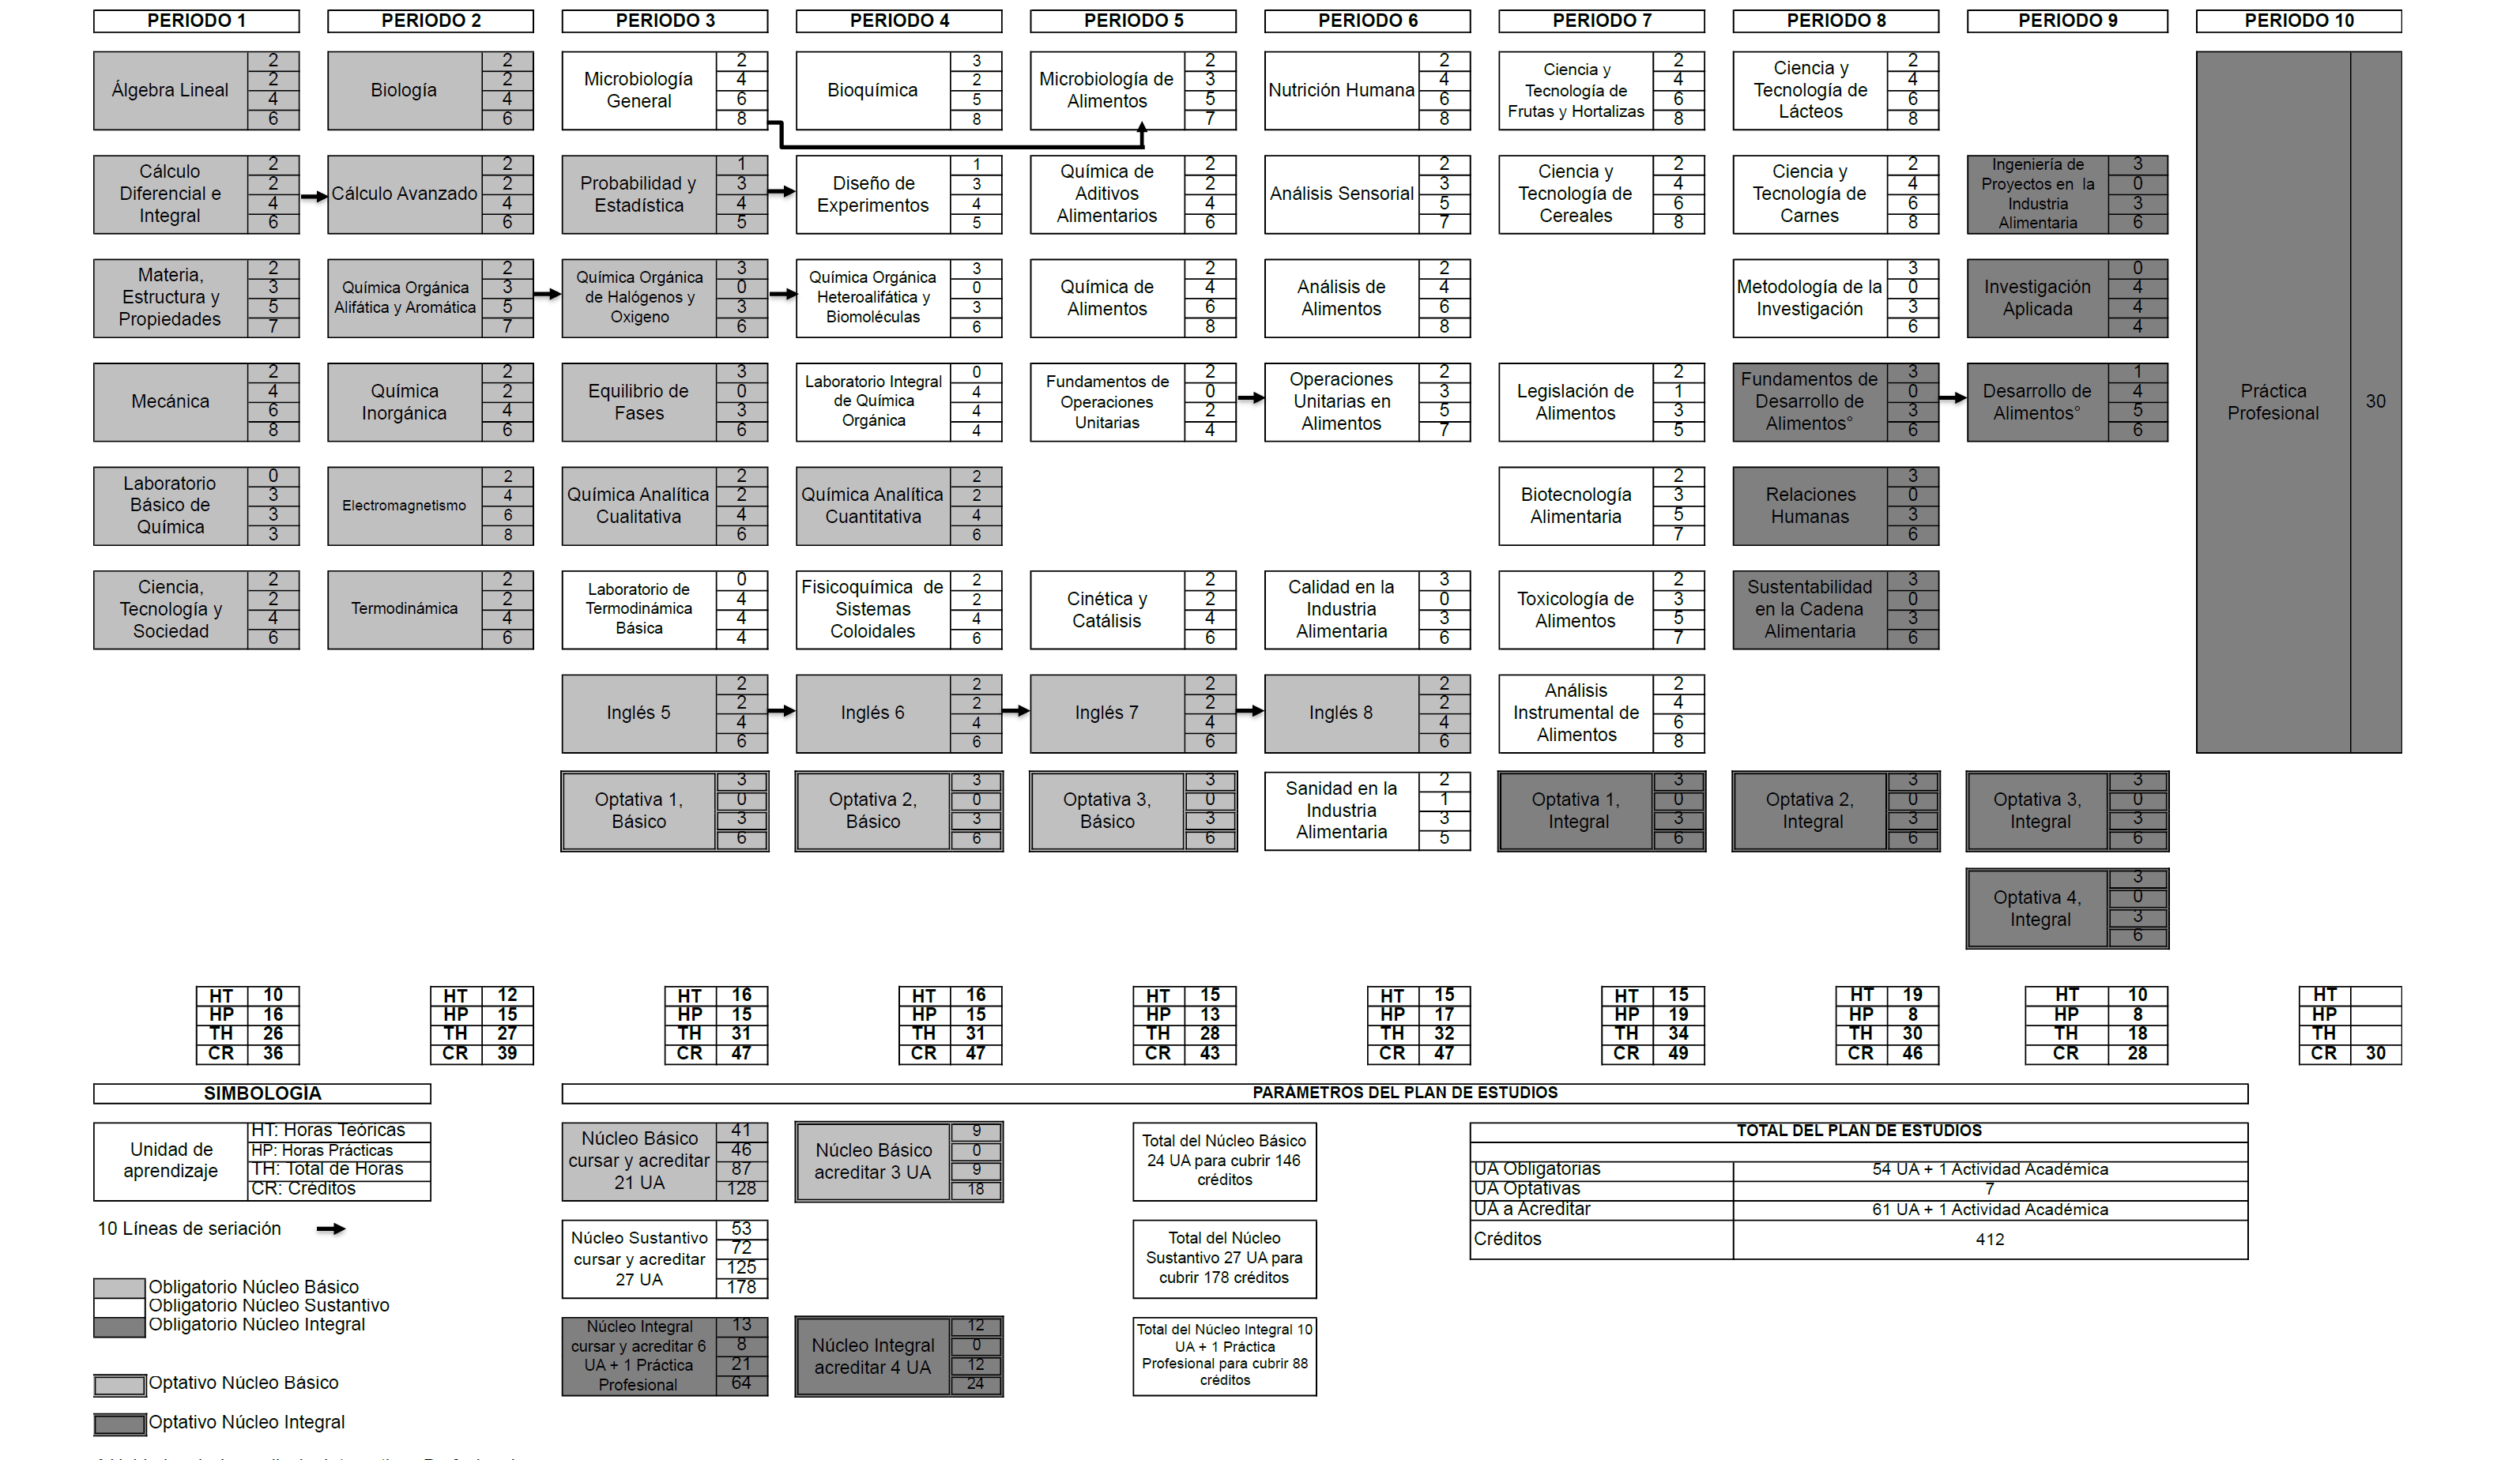 PERIODO 1
PERIODO 2
PERIODO 3
PERIODO 4
PERIODO 5
PERIODO 6
PERIODO 7
PERIODO 8
PERIODO 9
PERIODO 10
Álgebra Lineal
2
2
4
6
Biología
2
2
4
6
Microbiología
General
2
4
6
8
Bioquímica
3
2
5
8
Microbiología de
Alimentos
2
3
5
7
Nutrición Humana
2
4
6
8
Ciencia y
Tecnología de
Frutas y Hortalizas
2
4
6
8
Ciencia y
Tecnología de
Lácteos
2
4
6
8
Práctica
Profesional
30
Cálculo
Diferencial e
Integral
2
2
4
6
Cálculo Avanzado
2
2
4
6
Probabilidad y
Estadística
1
3
4
5
Diseño de
Experimentos
1
3
4
5
Química de
Aditivos
Alimentarios
2
2
4
6
Análisis Sensorial
2
3
5
7
Ciencia y
Tecnología de
Cereales
2
4
6
8
Ciencia y
Tecnología de
Carnes
2
4
6
8
Ingeniería de
Proyectos en la
Industria
Alimentaria
3
0
3
6
Materia,
Estructura y
Propiedades
2
3
5
7
Química Orgánica
Alifática y Aromática
2
3
5
7
Química Orgánica
de Halógenos y
Oxigeno
3
0
3
6
Química Orgánica
Heteroalifática y
Biomoléculas
3
0
3
6
Química de
Alimentos
2
4
6
8
Análisis de
Alimentos
2
4
6
8
Metodología de la
Investigación
3
0
3
6
Investigación
Aplicada
0
4
4
4
Mecánica
2
4
6
8
Química
Inorgánica
2
2
4
6
Equilibrio de
Fases
3
0
3
6
Laboratorio Integral
de Química
Orgánica
0
4
4
4
Fundamentos de
Operaciones
Unitarias
2
0
2
4
Operaciones
Unitarias en
Alimentos
2
3
5
7
Legislación de
Alimentos
2
1
3
5
Fundamentos de
Desarrollo de
Alimentos°
3
0
3
6
Desarrollo de
Alimentos°
1
4
5
6
Laboratorio
Básico de
Química
0
3
3
3
Electromagnetismo
2
4
6
8
Química Analítica
Cualitativa
2
2
4
6
Química Analítica
Cuantitativa
2
2
4
6
Biotecnología
Alimentaria
2
3
5
7
Relaciones
Humanas
3
0
3
6
Ciencia,
Tecnología y
Sociedad
2
2
4
6
Termodinámica
2
2
4
6
Laboratorio de
Termodinámica
Básica
0
4
4
4
Fisicoquímica de
Sistemas
Coloidales
2
2
4
6
Cinética y
Catálisis
2
2
4
6
Calidad en la
Industria
Alimentaria
3
0
3
6
Toxicología de
Alimentos
2
3
5
7
Sustentabilidad
en la Cadena
Alimentaria
3
0
3
6
Inglés 5
2
2
4
6
Inglés 6
2
2
4
6
Inglés 7
2
2
4
6
Inglés 8
2
2
4
6
Análisis
Instrumental de
Alimentos
2
4
6
8
Optativa 1,
Básico
3
0
3
6
Optativa 2,
Básico
3
0
3
6
Optativa 3,
Básico
3
0
3
6
Sanidad en la
Industria
Alimentaria
2
1
3
5
Optativa 1,
Integral
3
0
3
6
Optativa 2,
Integral
3
0
3
6
Optativa 3,
Integral
3
0
3
6
Optativa 4,
Integral
3
0
3
6
HT 10
HP 16
TH 26
CR 36
HT 12
HP 15
TH 27
CR 39
HT 16
HP 15
TH 31
CR 47
HT 16
HP 15
TH 31
CR 47
HT 15
HP 13
TH 28
CR 43
HT 15
HP 17
TH 32
CR 47
HT 15
HP 19
TH 34
CR 49
HT 19
HP 8
TH 30
CR 46
HT 10
HP 8
TH 18
CR 28
HT
HP
TH
CR 30
SIMBOLOGÍA
Unidad de
aprendizaje
HT: Horas Teóricas
HP: Horas Prácticas
TH: Total de Horas
CR: Créditos
10 Líneas de seriación
Obligatorio Núcleo Básico
Obligatorio Núcleo Sustantivo
Obligatorio Núcleo Integral
Optativo Núcleo Básico
Optativo Núcleo Integral
PARÁMETROS DEL PLAN DE ESTUDIOS
Núcleo Básico
cursar y acreditar
21 UA
41
46
87
128
Núcleo Básico
acreditar 3 UA
9
0
9
18
Total del Núcleo Básico
24 UA para cubrir 146
créditos
Núcleo Sustantivo
cursar y acreditar
27 UA
53
72
125
178
Total del Núcleo
Sustantivo 27 UA para
cubrir 178 créditos
Núcleo Integral
cursar y acreditar 6
UA + 1 Práctica
Profesional
13
8
21
64
Núcleo Integral
acreditar 4 UA
12
0
12
24
Total del Núcleo Integral 10
UA + 1 Práctica
Profesional para cubrir 88
créditos
TOTAL DEL PLAN DE ESTUDIOS
UA Obligatorias 54 UA + 1 Actividad Académica
UA Optativas 7
UA a Acreditar 61 UA + 1 Actividad Académica
Créditos 412